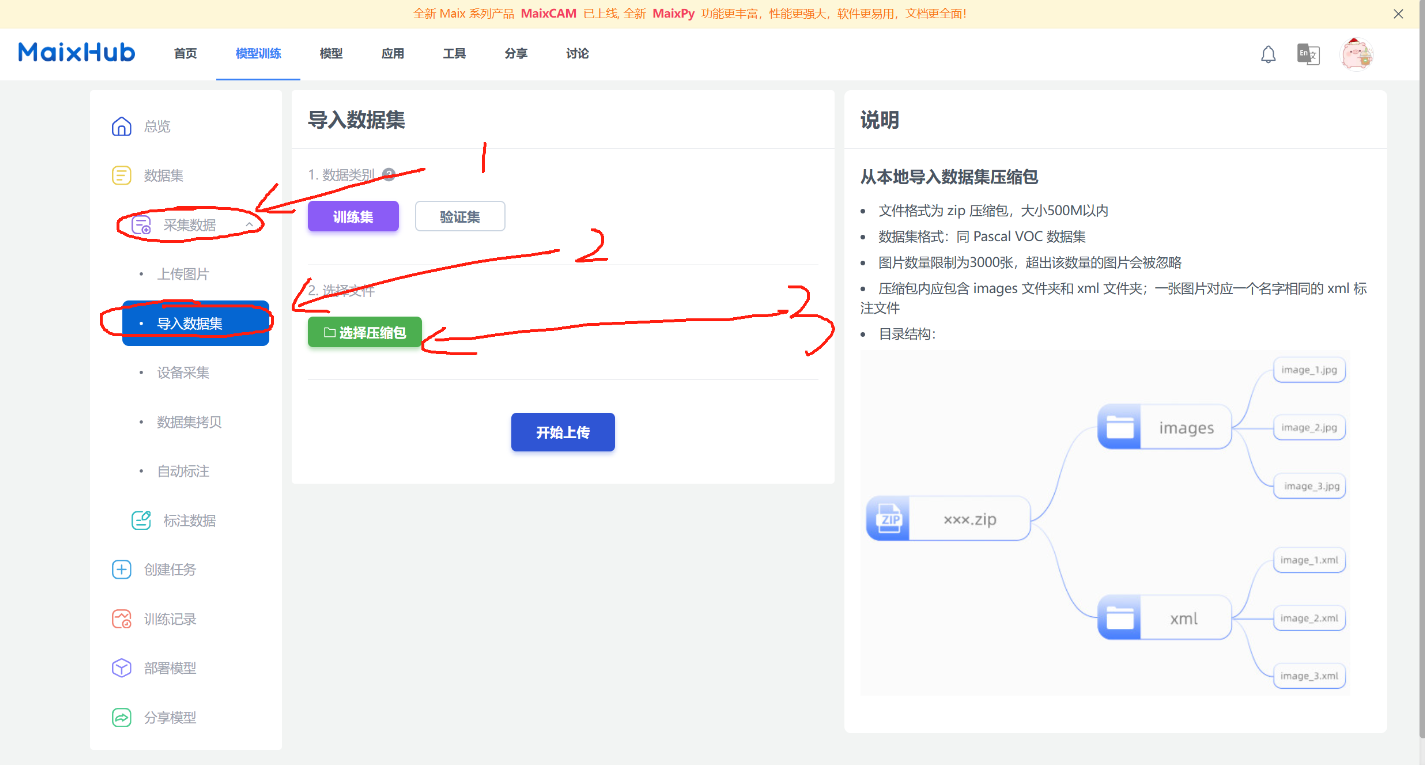 全新 Maix 系列产品 MaixCAM 已上线, 全新 MaixPy 功能更丰富，性能更强大，软件更易用，文档更全面!
MaixHub 首页 模型训练 模型 应用 工具 分享 讨论
En 文
总览
数据集
采集数据
上传图片
导入数据集
设备采集
数据集拷贝
自动标注
标注数据
创建任务
训练记录
部署模型
分享模型
导入数据集
1. 数据类别 ?
1
训练集 验证集
2
2. 选择文件
3
选择压缩包
开始上传
说明
从本地导入数据集压缩包
文件格式为 zip 压缩包，大小500M以内
数据集格式：同 Pascal VOC 数据集
图片数量限制为3000张，超出该数量的图片会被忽略
压缩包内应包含 images 文件夹和 xml 文件夹；一张图片对应一个名字相同的 xml 标
注文件
目录结构：
image_1.jpg
images
image_2.jpg
image_3.jpg
ZIP
×××.zip
image_1.xml
xml
image_2.xml
image_3.xml